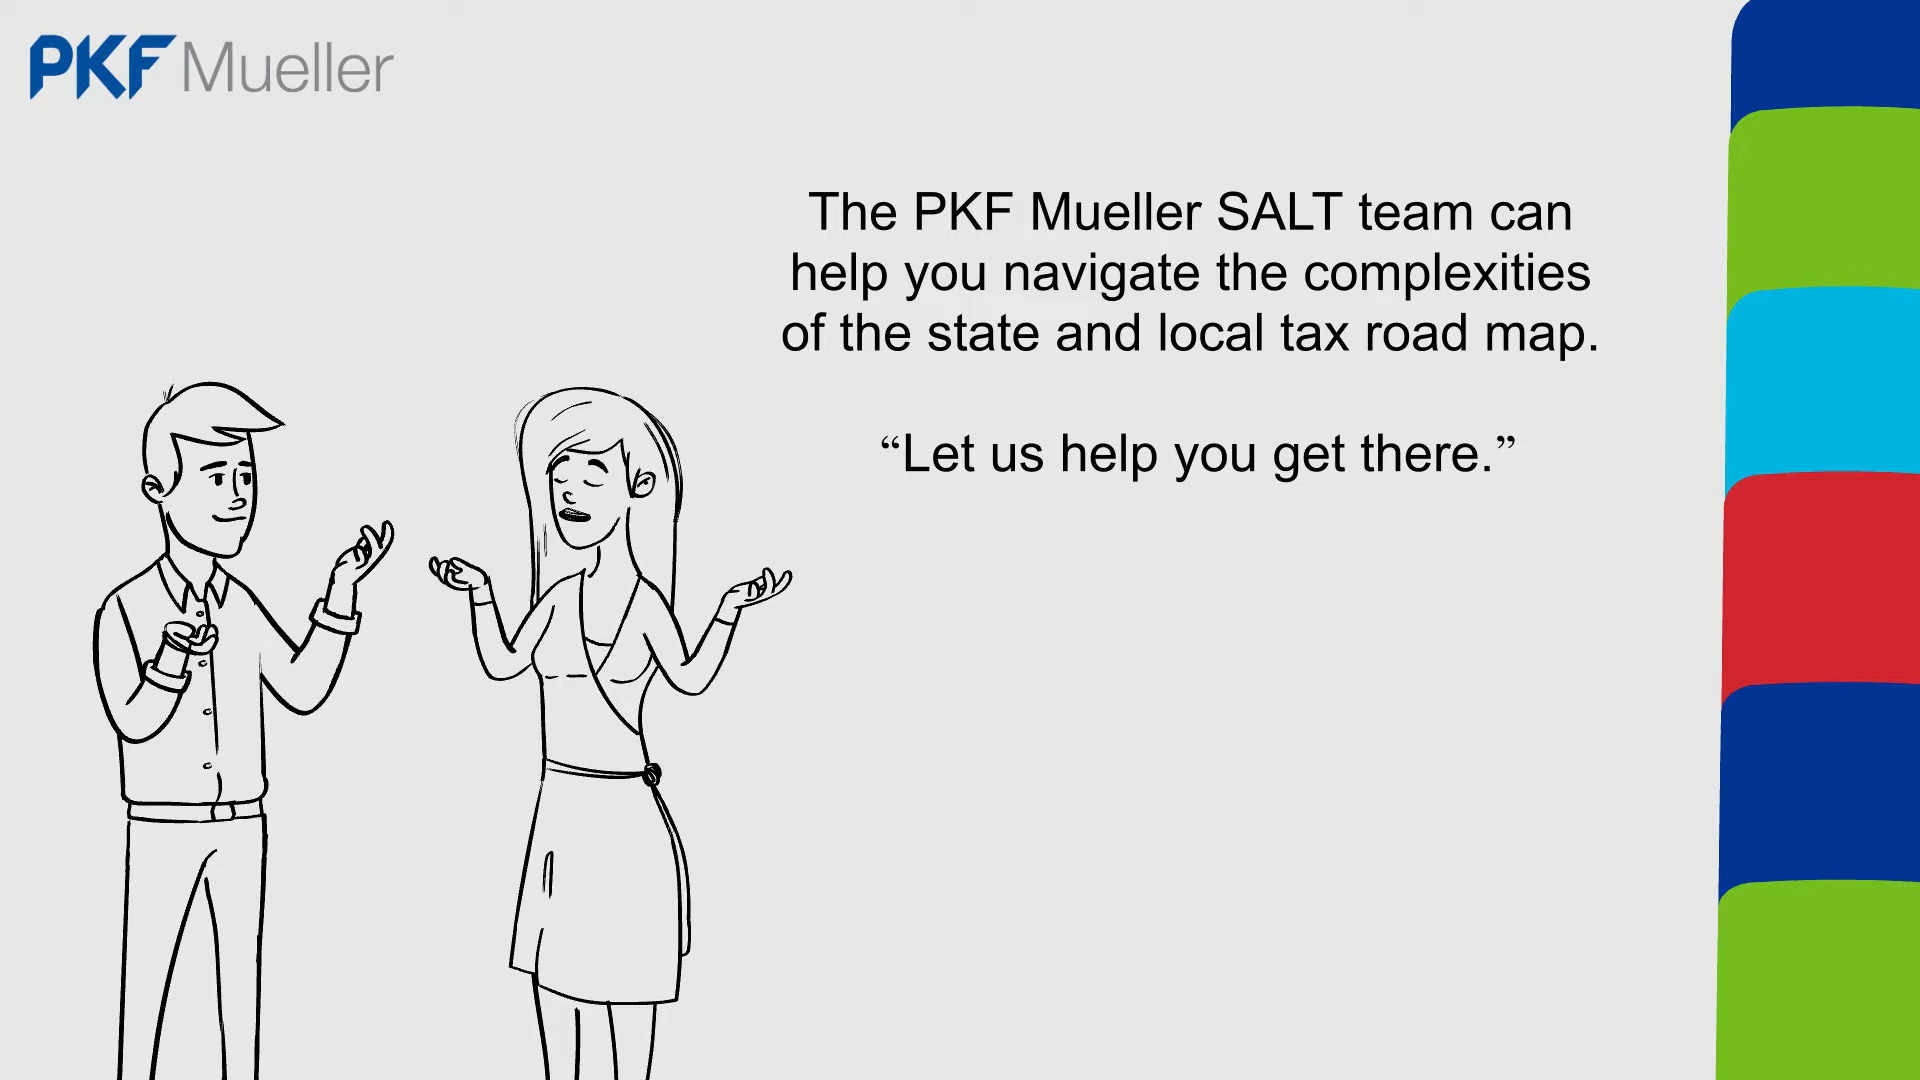 PKF Mueller
The PKF Mueller SALT team can
help you navigate the complexities
of the state and local tax road map.
“Let us help you get there.”